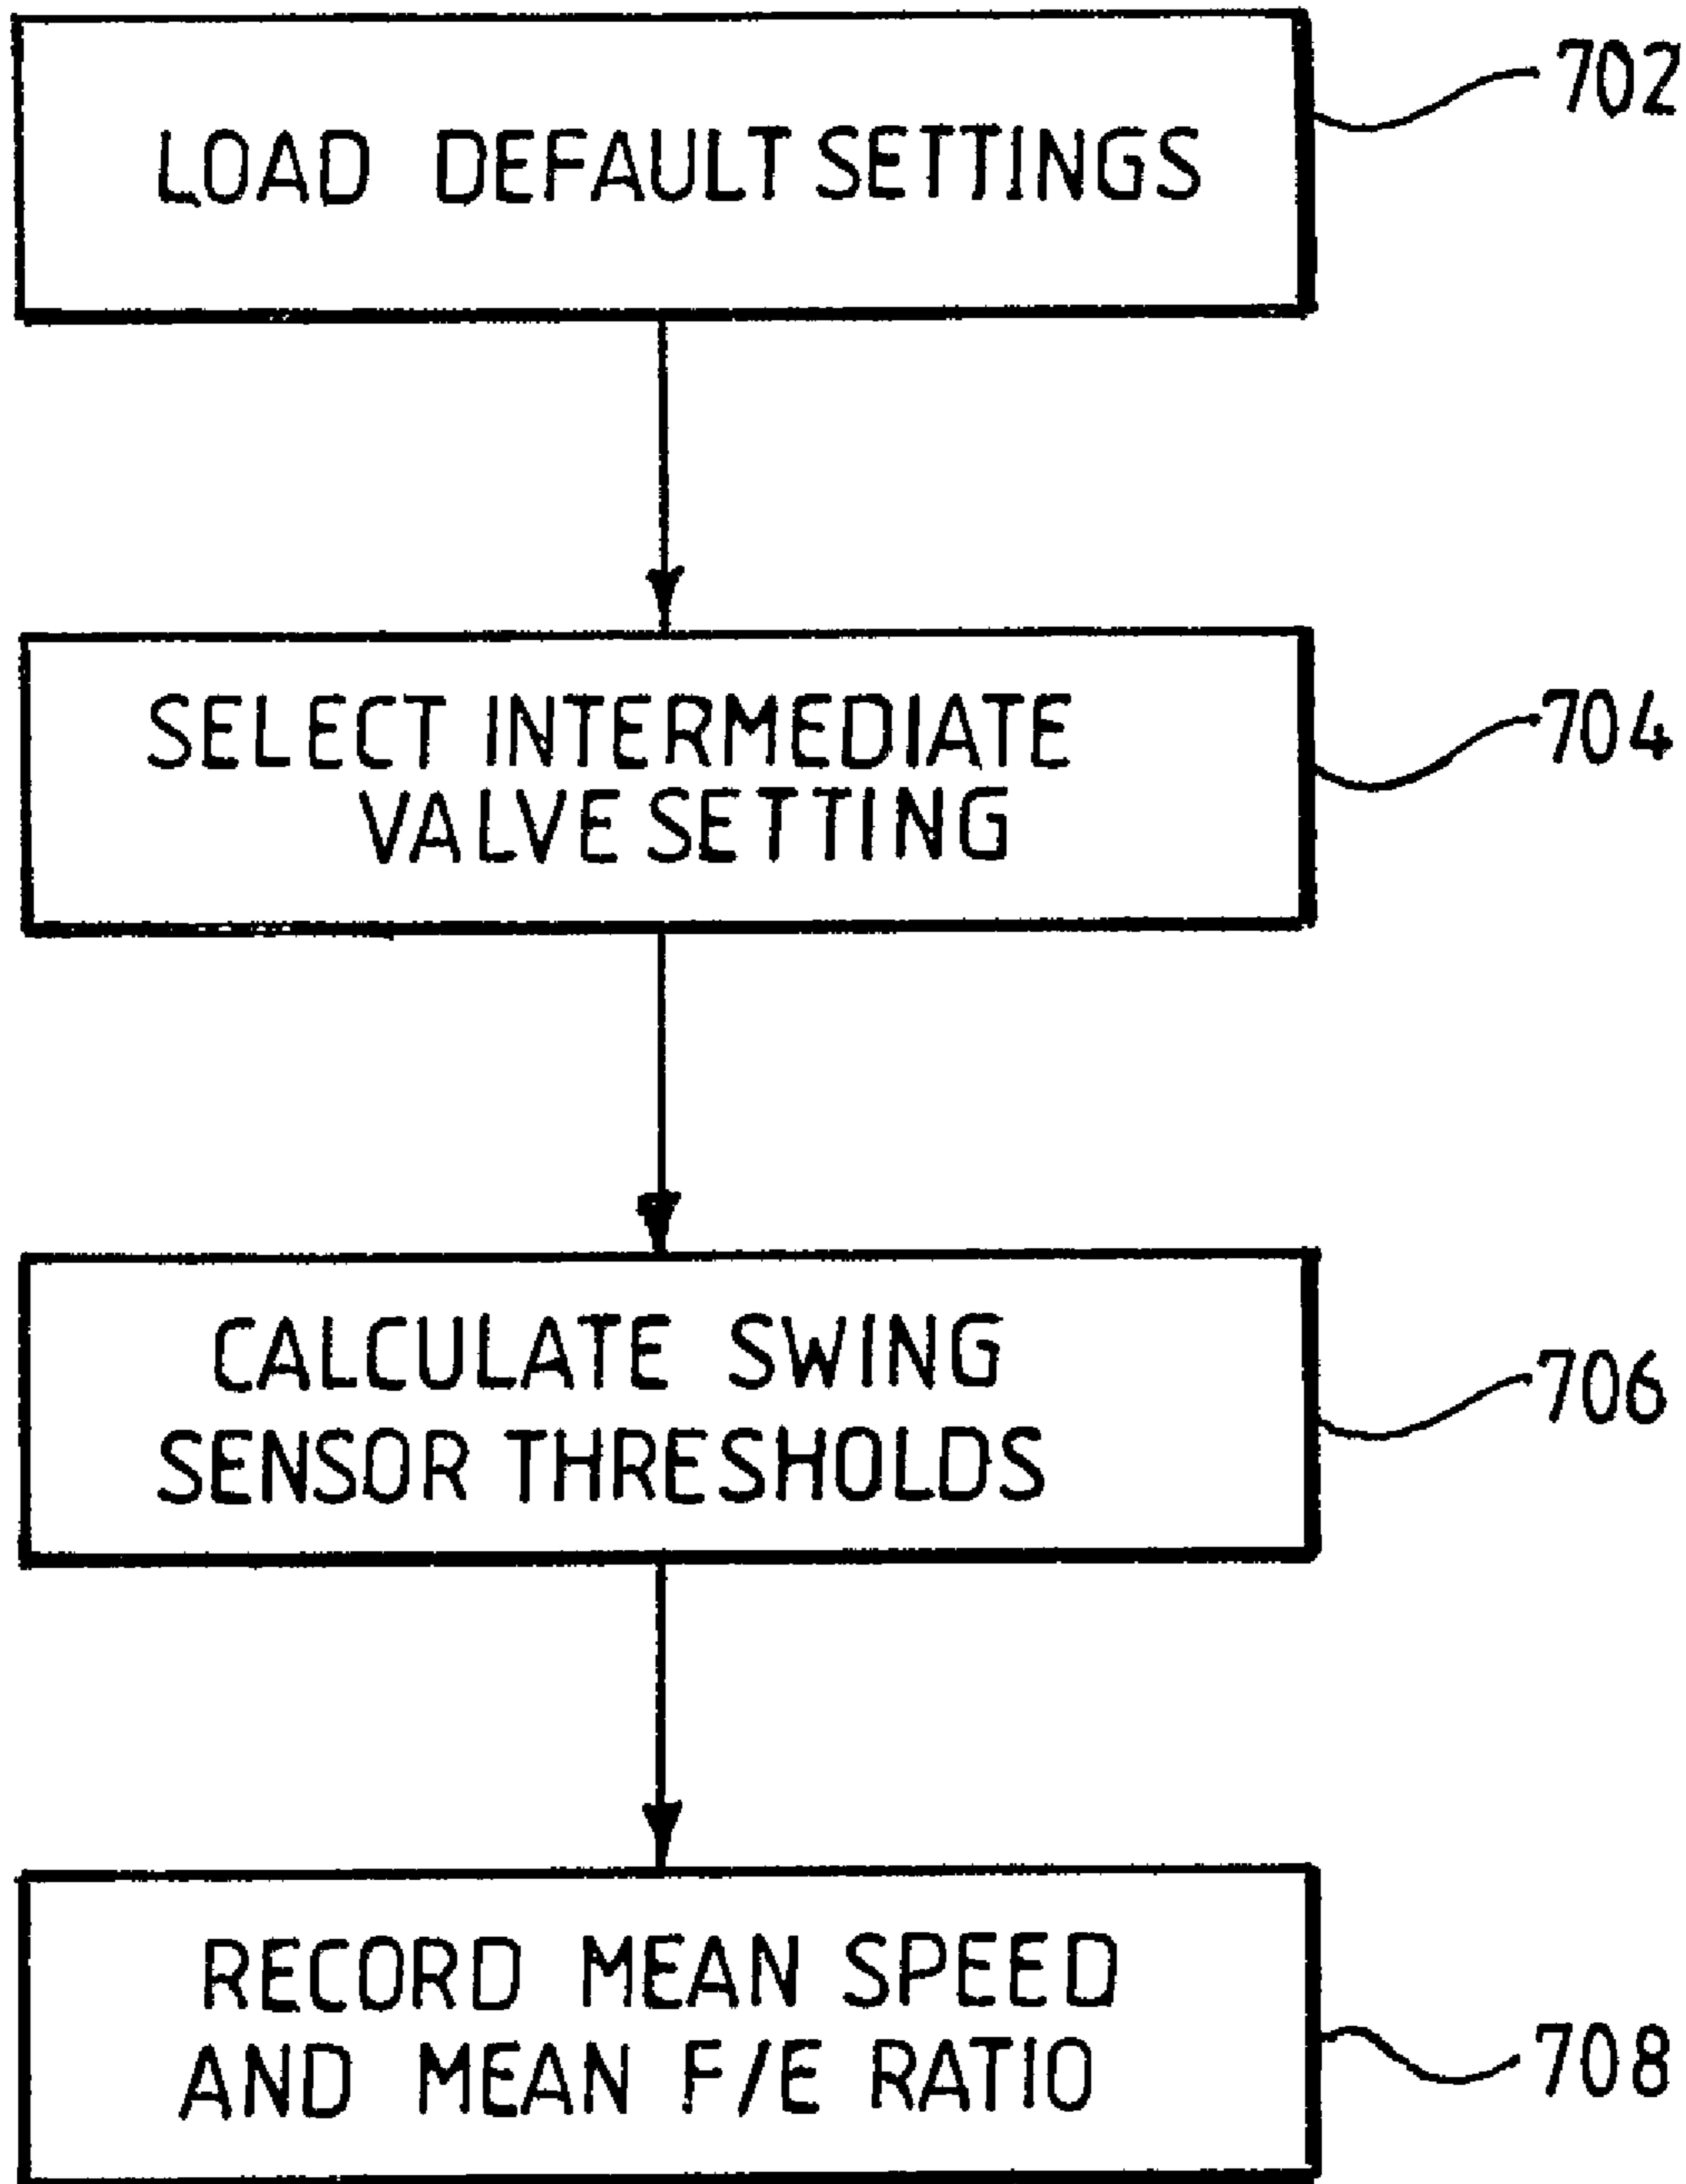 LOAD DEFAULT SETTINGS
702
SELECT INTERMEDIATE
VALVE SETTING
704
CALCULATE SWING
SENSOR THRESHOLDS
706
RECORD MEAN SPEED
AND MEAN F/E RATIO
708